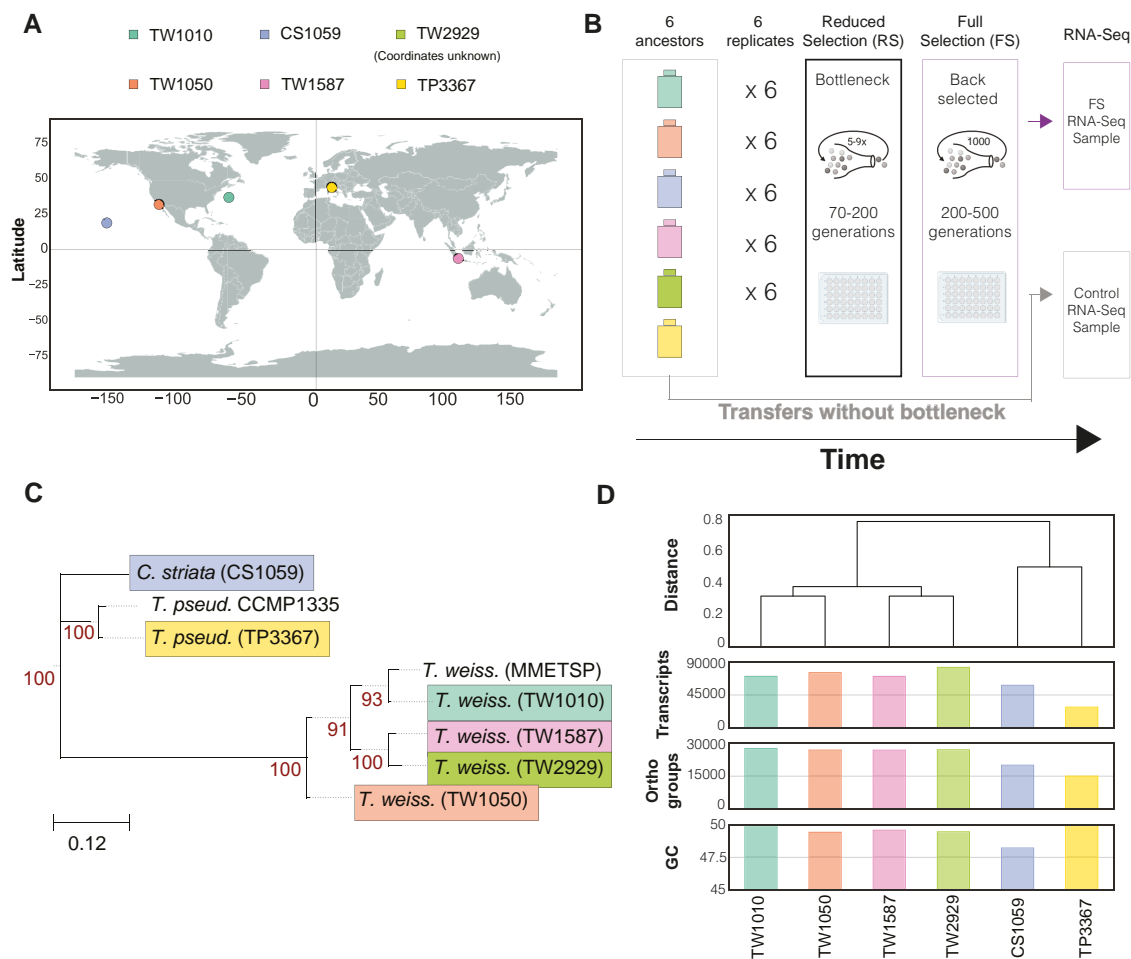 A
TW1010
CS1059
TW2929
(Coordinates unknown)
TW1050
TW1587
TP3367
Latitude
75
50
25
0
−25
−50
−75
−150
−100
−50
0
50
100
150
B
6
ancestors
6
replicates
Reduced
Selection (RS)
Full
Selection (FS)
RNA-Seq
x 6
x 6
x 6
x 6
x 6
Bottleneck
5-9x
70-200
generations
Back
selected
1000
200-500
generations
FS
RNA-Seq
Sample
Control
RNA-Seq
Sample
Transfers without bottleneck
Time
C
C. striata (CS1059)
T. pseud. CCMP1335
T. pseud. (TP3367)
100
100
T. weiss. (MMETSP)
93
T. weiss. (TW1010)
91
T. weiss. (TW1587)
100
T. weiss. (TW2929)
100
T. weiss. (TW1050)
0.12
D
Distance
0.8
0.6
0.4
0.2
0
Transcripts
90000
45000
0
Ortho
groups
30000
15000
0
GC
50
47.5
45
TW1010
TW1050
TW1587
TW2929
CS1059
TP3367